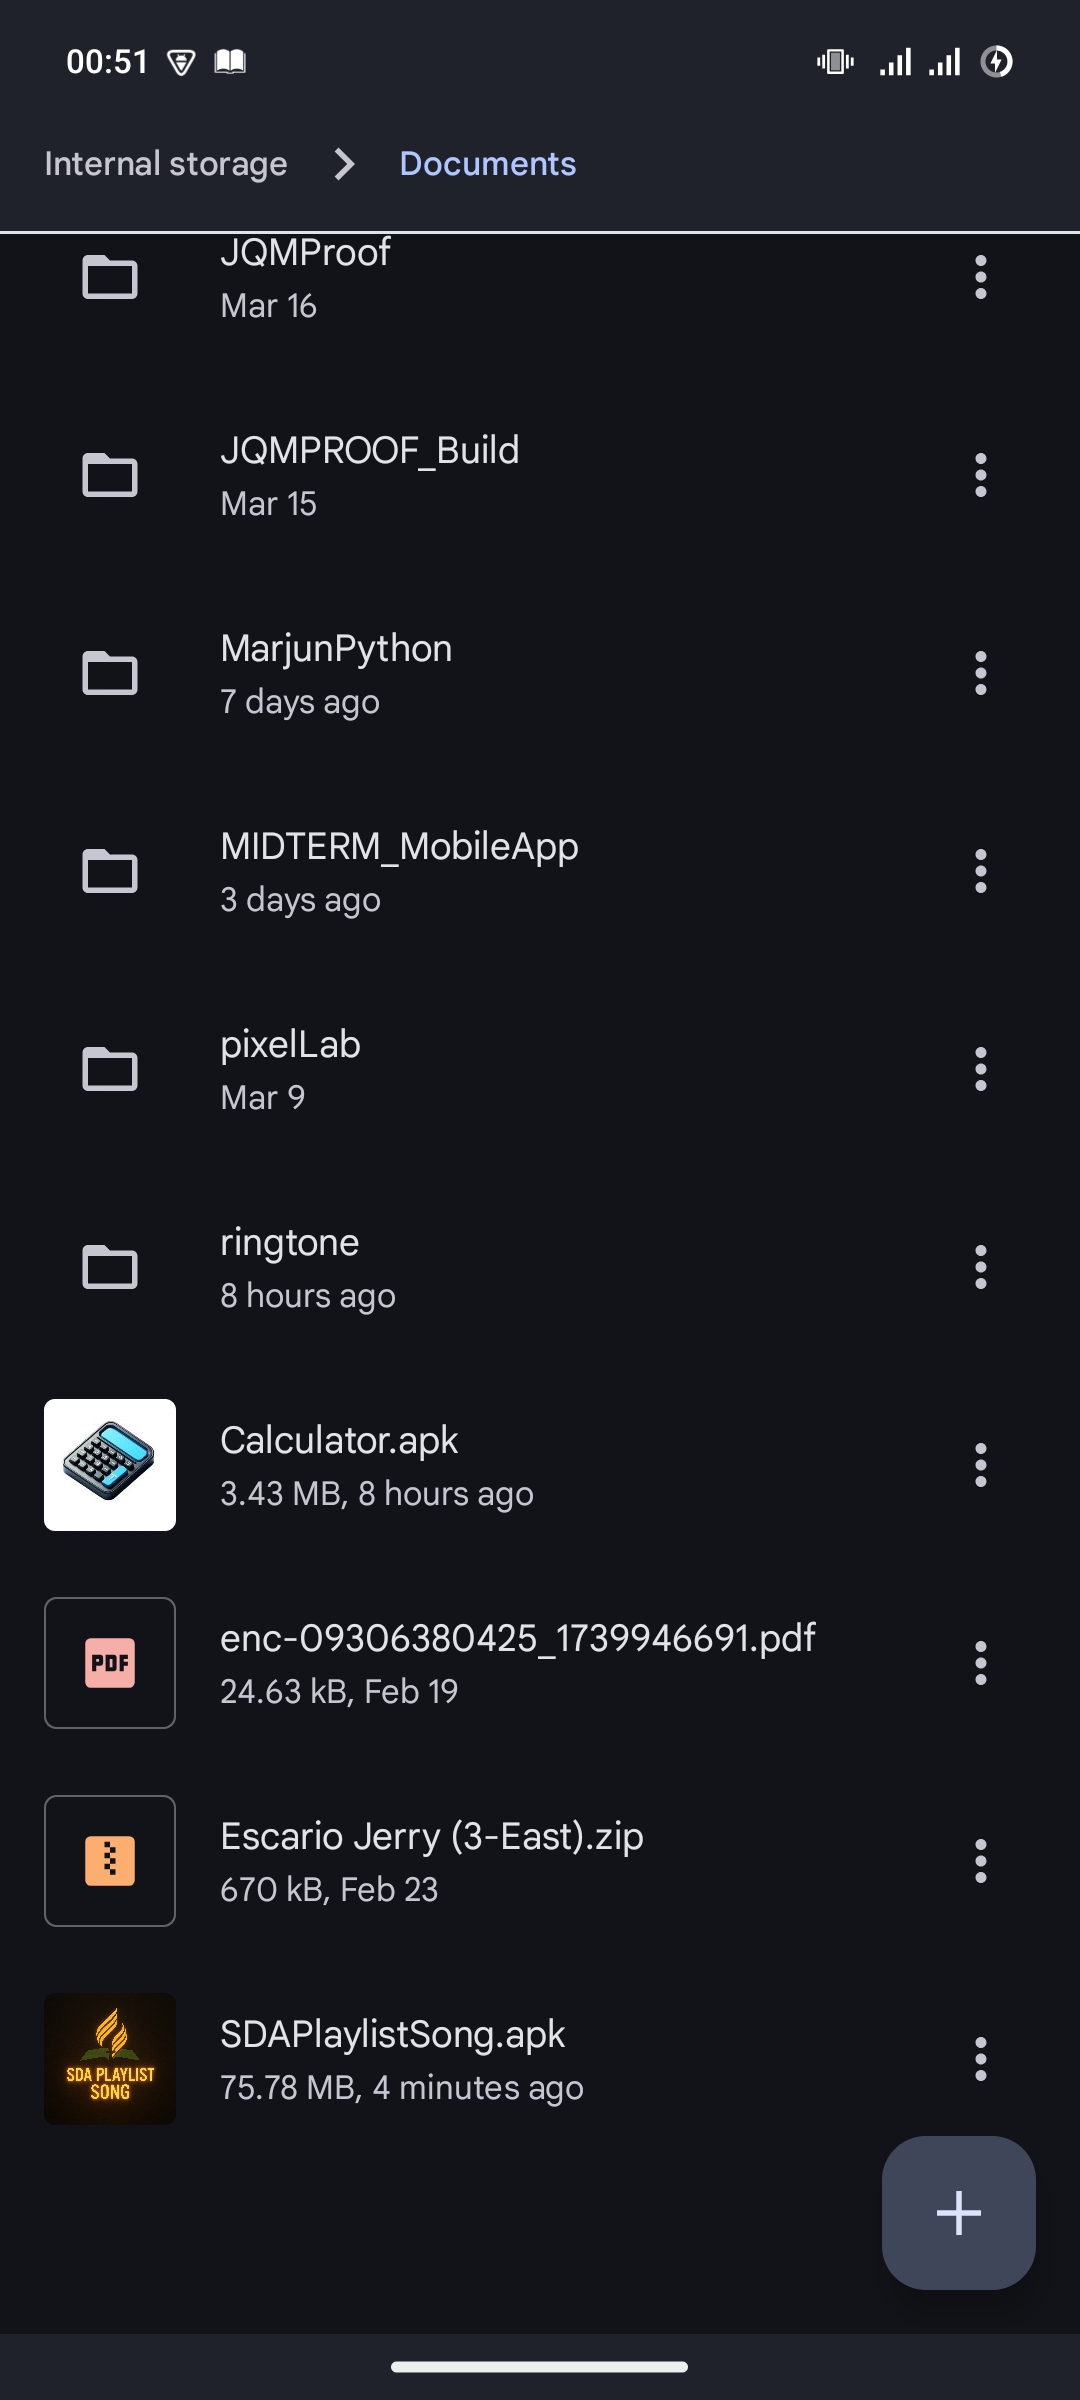 00:51
Internal storage
Documents
JQMProof
Mar 16
JQMPROOF_Build
Mar 15
MarjunPython
7 days ago
MIDTERM_MobileApp
3 days ago
pixelLab
Mar 9
ringtone
8 hours ago
Calculator.apk
3.43 MB, 8 hours ago
PDF
enc-09306380425_1739946691.pdf
24.63 kB, Feb 19
Escario Jerry (3-East).zip
670 kB, Feb 23
SDA PLAYLIST
SONG
SDAPlaylistSong.apk
75.78 MB, 4 minutes ago